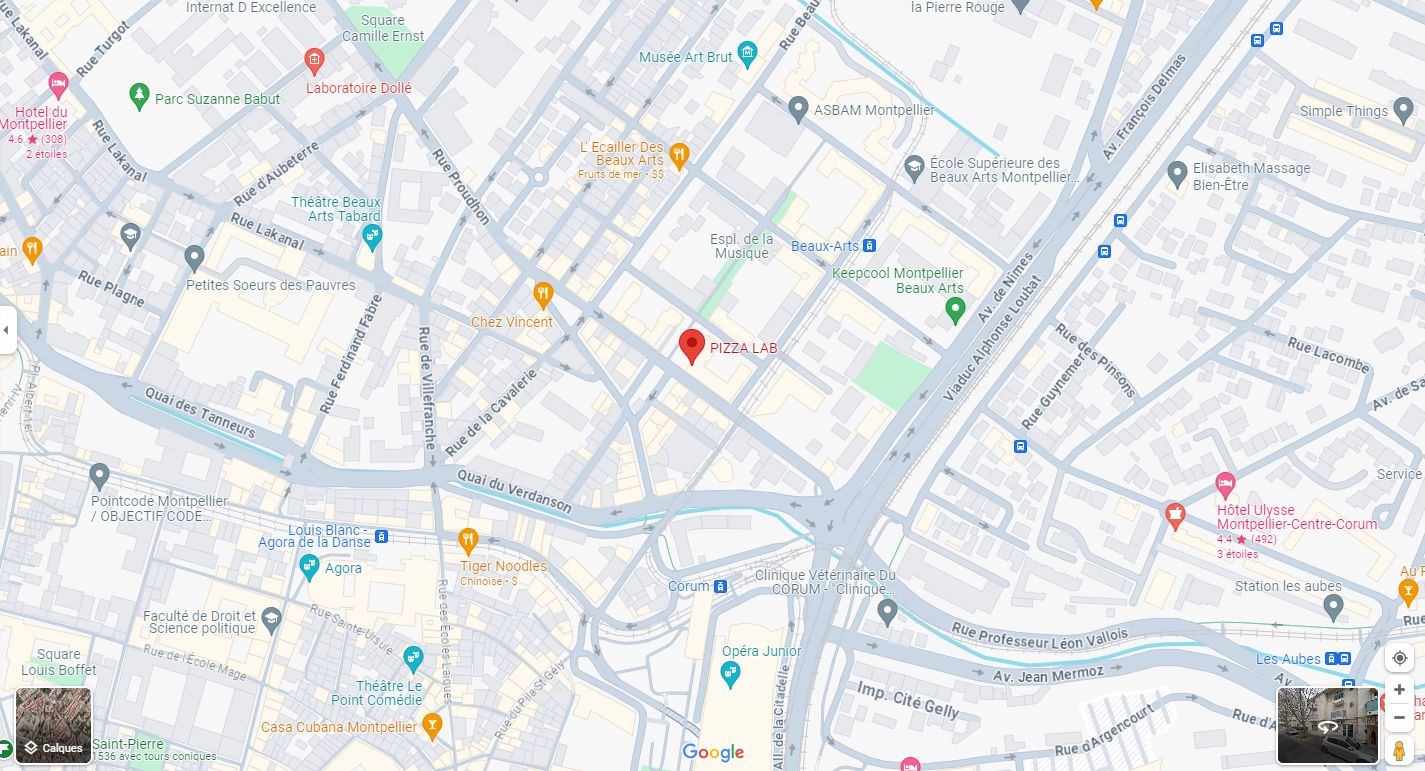 Internat D Excellence
Square
Camille Ernst
la Pierre Rouge
Rue Lakanal
Rue Turgot
Laboratoire Dollé
Musée Art Brut
Rue Beau
Av. François Delmas
Parc Suzanne Babut
Hotel du
Montpellier
4.6 ★ (308)
2 étoiles
Rue Lakanal
Rue d'Aubeterre
Rue Proudhon
L' Ecailler Des
Beaux Arts
Fruits de mer • $$
ASBAM Montpellier
Simple Things
École Supérieure des
Beaux Arts Montpellier...
Elisabeth Massage
Bien-Être
Théâtre Beaux
Arts Tabard
Rue Lakanal
ain
Petites Soeurs des Pauvres
Rue Plagne
Espl. de la
Musique
Beaux-Arts
Keepcool Montpellier
Beaux Arts
Av. de Nîmes
Viaduc Alphonse Loubat
Chez Vincent
PIZZA LAB
Rue Ferdinand Fabre
Rue de Villefranche
Rue de la Cavalerie
Rue des Pinsons
Rue Guynemer
Rue Lacombe
Av. de Sa
Pl. Albert 1er
Quai des Tanneurs
Quai du Verdanson
Pointcode Montpellier
/ OBJECTIF CODE...
Service
Hôtel Ulysse
Montpellier-Centre-Corum
4.4 ★ (492)
3 étoiles
Louis Blanc -
Agora de la Danse
Agora
Tiger Noodles
Chinoise • $
Corum
Clinique Vétérinaire Du
CORUM - "Clinique...
Station les aubes
Au P
Rue
Faculté de Droit et
Science politique
Rue Sainte-Ursule
Rue des Écoles Laïques
Rue de l'École Mage
Rue du Pila St Gély
Rue Professeur Léon Vallois
Av. Jean Mermoz
Les Aubes
Square
Louis Boffet
Opéra Junior
Théâtre Le
Point Comédie
Casa Cubana Montpellier
All. de la Citadelle
Imp. Cité Gelly
Rue d'Argencourt
Rue d'A
Saint-Pierre
1536 avec tours coniques
Calques
Google